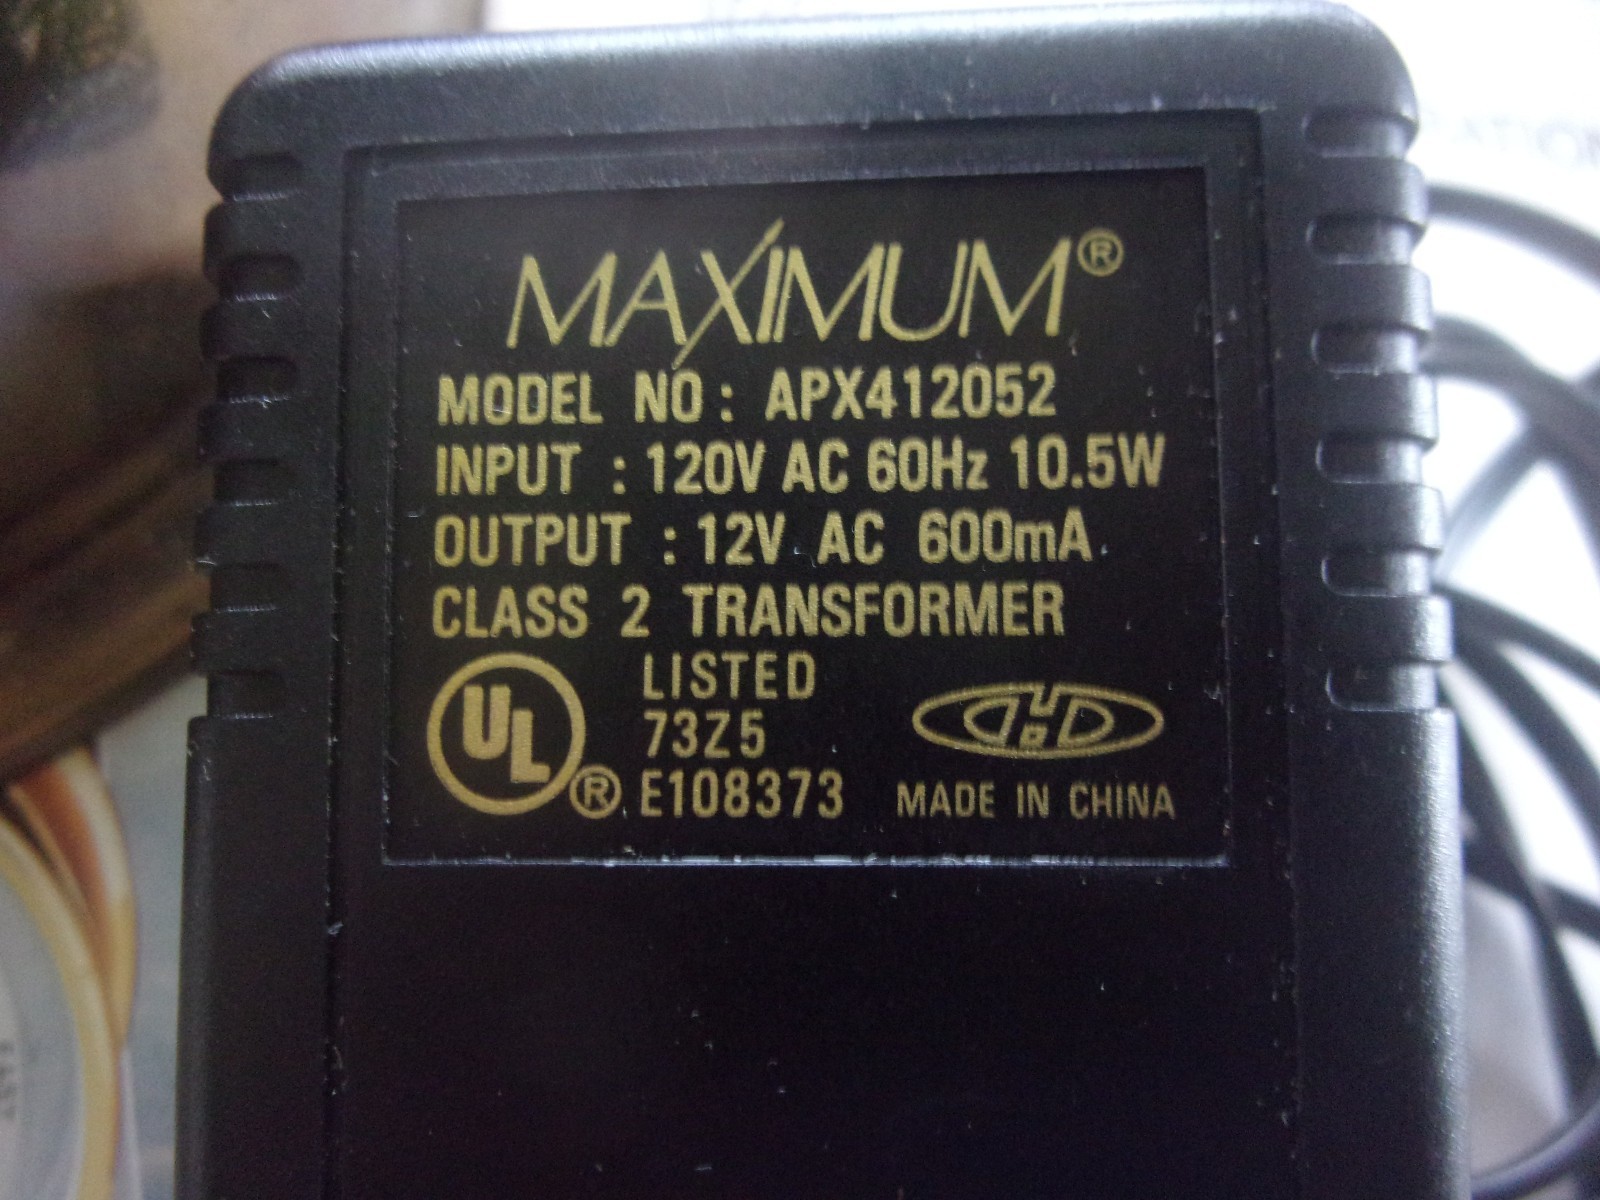 MAXIMUM®
MODEL NO: APX412052
INPUT : 120V AC 60Hz 10.5W
OUTPUT : 12V AC 600mA
CLASS 2 TRANSFORMER
UL® LISTED
73Z5
E108373
DHD
MADE IN CHINA